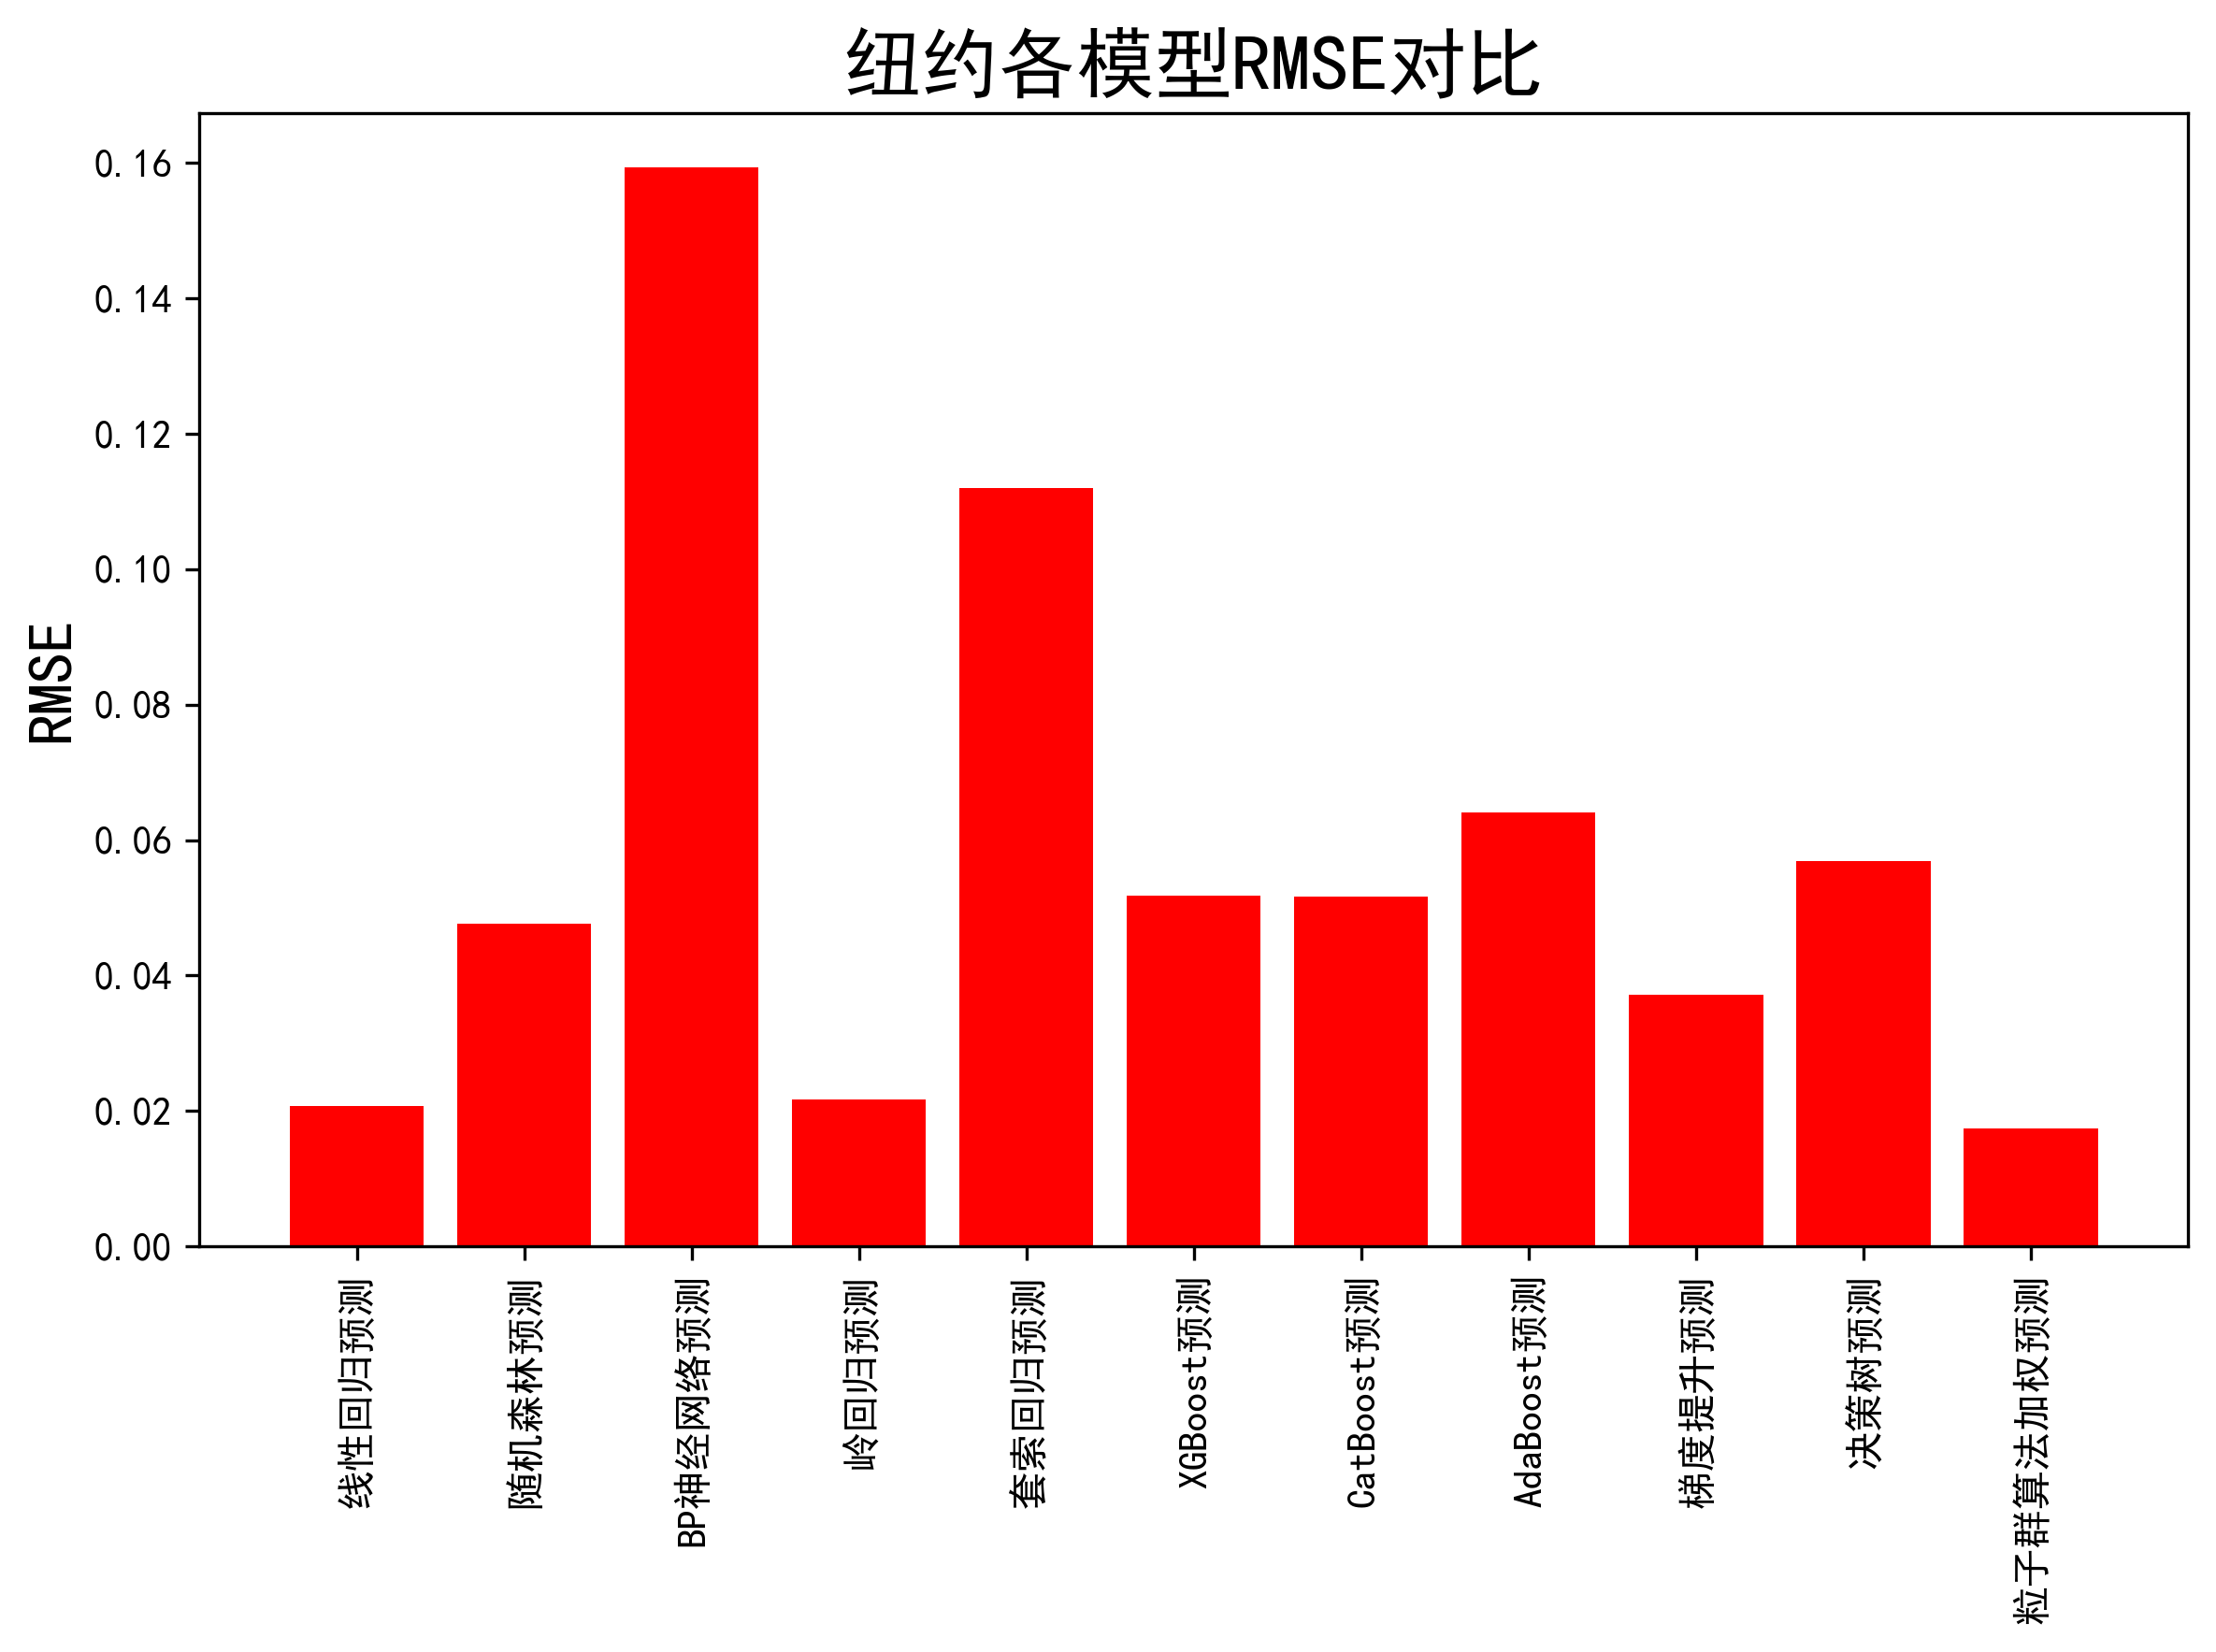 纽约各模型RMSE对比
RMSE
0.16
0.14
0.12
0.10
0.08
0.06
0.04
0.02
0.00
线性回归预测
随机森林预测
BP神经网络预测
岭回归预测
套索回归预测
XGBoost预测
CatBoost预测
AdaBoost预测
梯度提升预测
决策树预测
粒子群算法加权预测